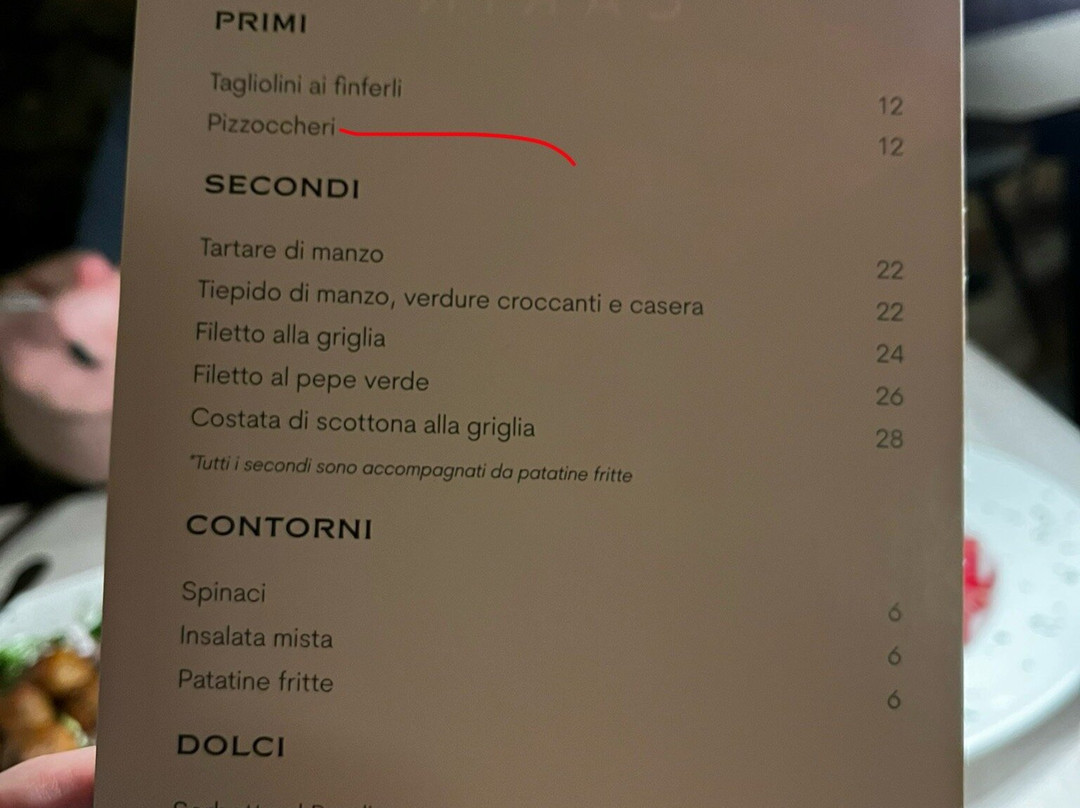 PRIMI
Tagliolini ai finferli 12
Pizzoccheri 12
SECONDI
Tartare di manzo 22
Tiepido di manzo, verdure croccanti e casera 22
Filetto alla griglia 24
Filetto al pepe verde 26
Costata di scottona alla griglia 28
*Tutti i secondi sono accompagnati da patatine fritte
CONTORNI
Spinaci 6
Insalata mista 6
Patatine fritte 6
DOLCI